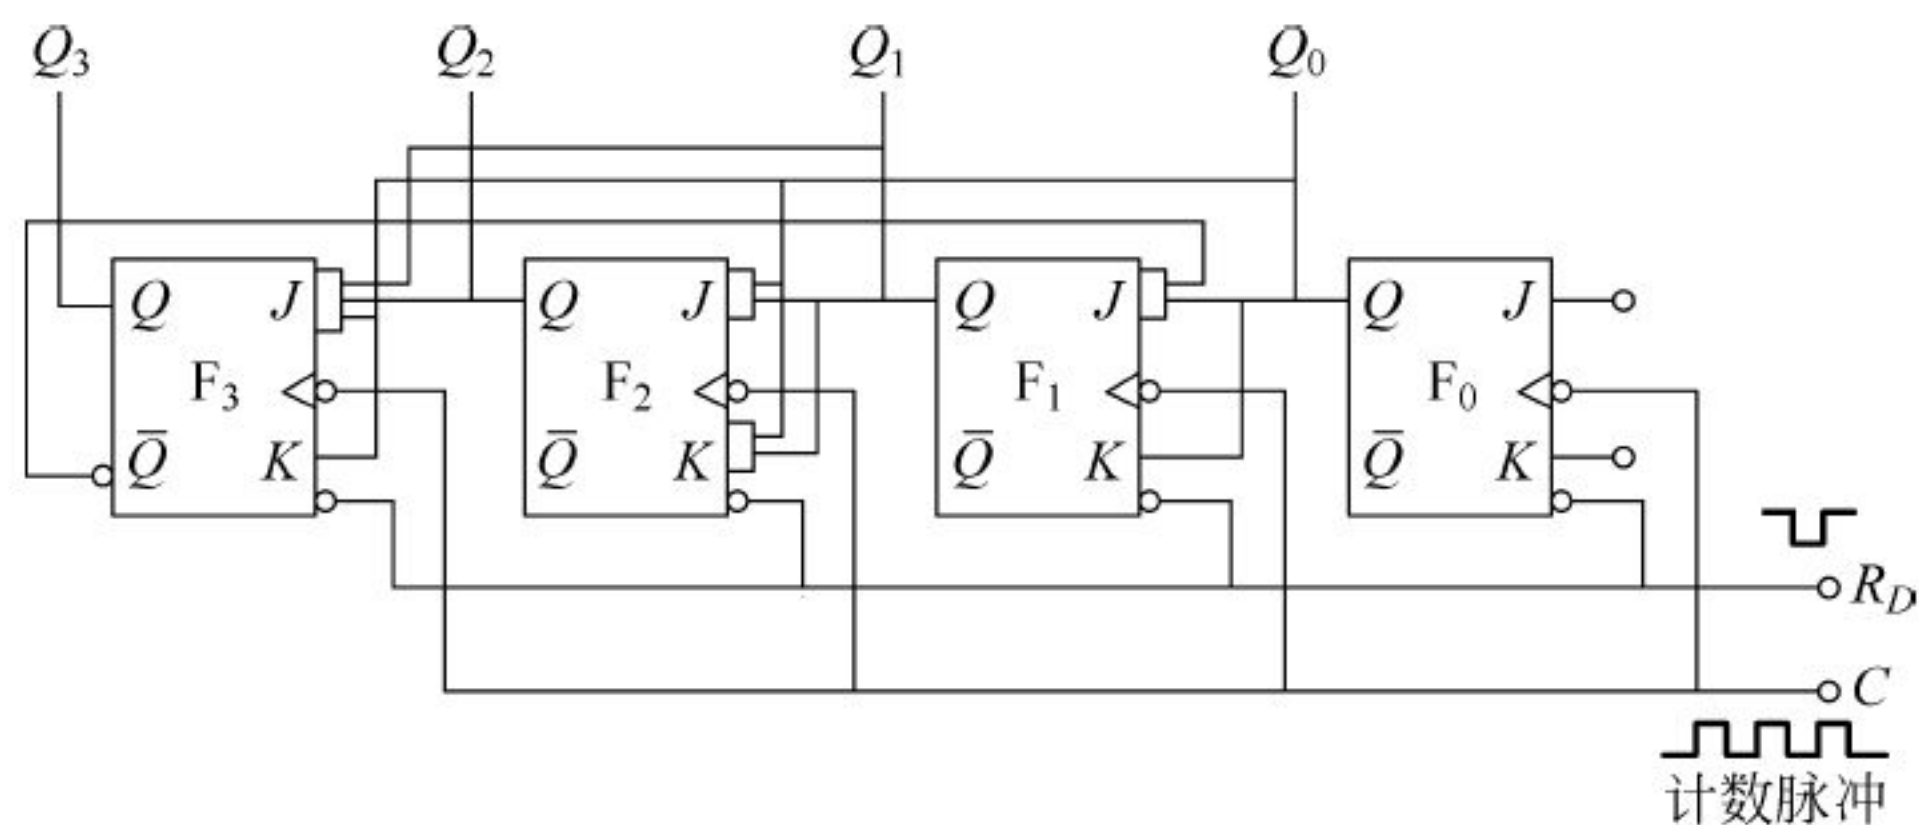 Q3 Q2 Q1 Q0
Q J Q J Q J Q J
F3 F2 F1 F0
Q̅ K Q̅ K Q̅ K Q̅ K
RD
C
计数脉冲